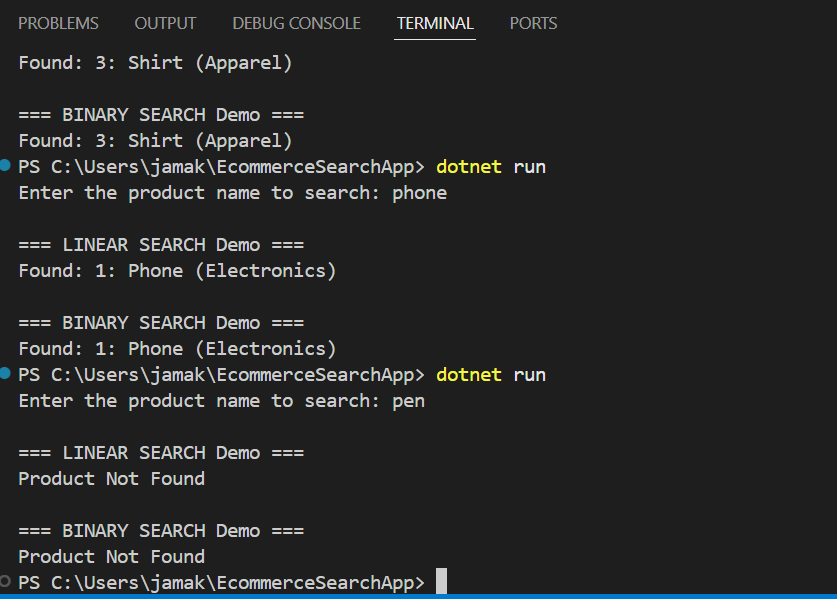 PROBLEMS OUTPUT DEBUG CONSOLE TERMINAL PORTS
Found: 3: Shirt (Apparel)
=== BINARY SEARCH Demo ===
Found: 3: Shirt (Apparel)
PS C:\Users\jamak\EcommerceSearchApp> dotnet run
Enter the product name to search: phone
=== LINEAR SEARCH Demo ===
Found: 1: Phone (Electronics)
=== BINARY SEARCH Demo ===
Found: 1: Phone (Electronics)
PS C:\Users\jamak\EcommerceSearchApp> dotnet run
Enter the product name to search: pen
=== LINEAR SEARCH Demo ===
Product Not Found
=== BINARY SEARCH Demo ===
Product Not Found
PS C:\Users\jamak\EcommerceSearchApp>